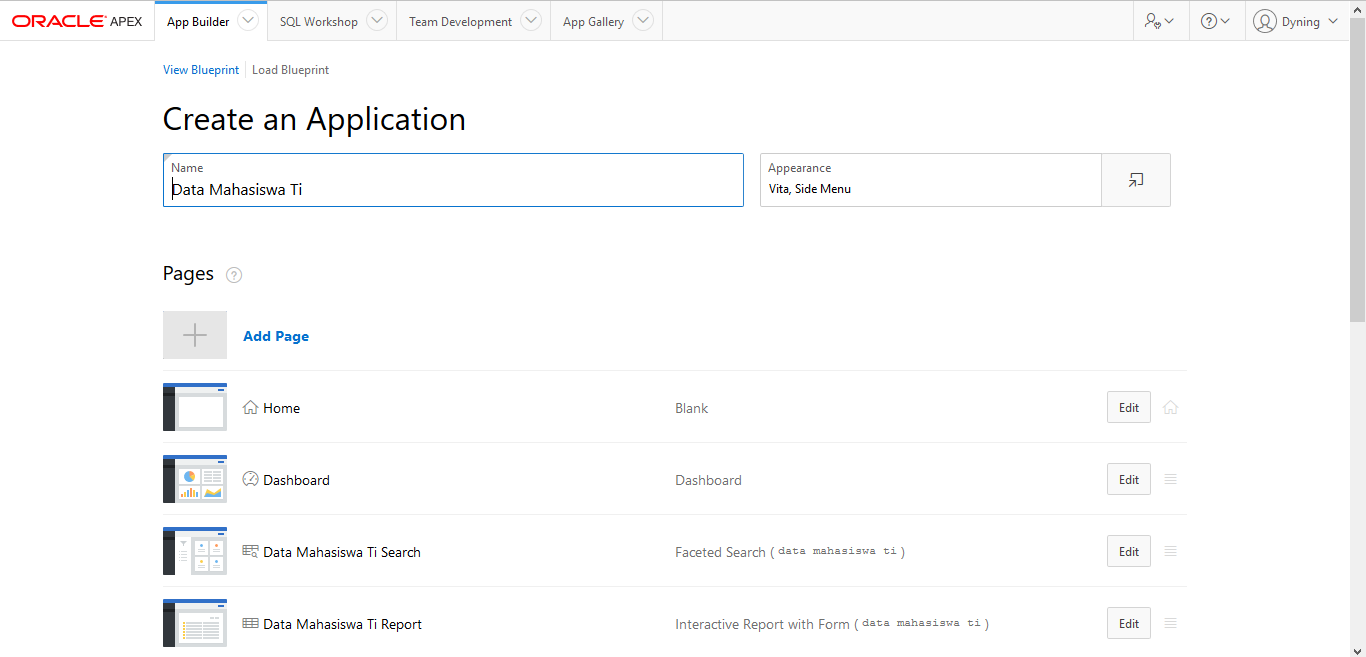 ORACLE APEX App Builder SQL Workshop Team Development App Gallery Dyning
View Blueprint Load Blueprint
Create an Application
Name
Data Mahasiswa Ti
Appearance
Vita, Side Menu
Pages
Add Page
Home Blank Edit
Dashboard Dashboard Edit
Data Mahasiswa Ti Search Faceted Search ( data mahasiswa ti ) Edit
Data Mahasiswa Ti Report Interactive Report with Form ( data mahasiswa ti ) Edit